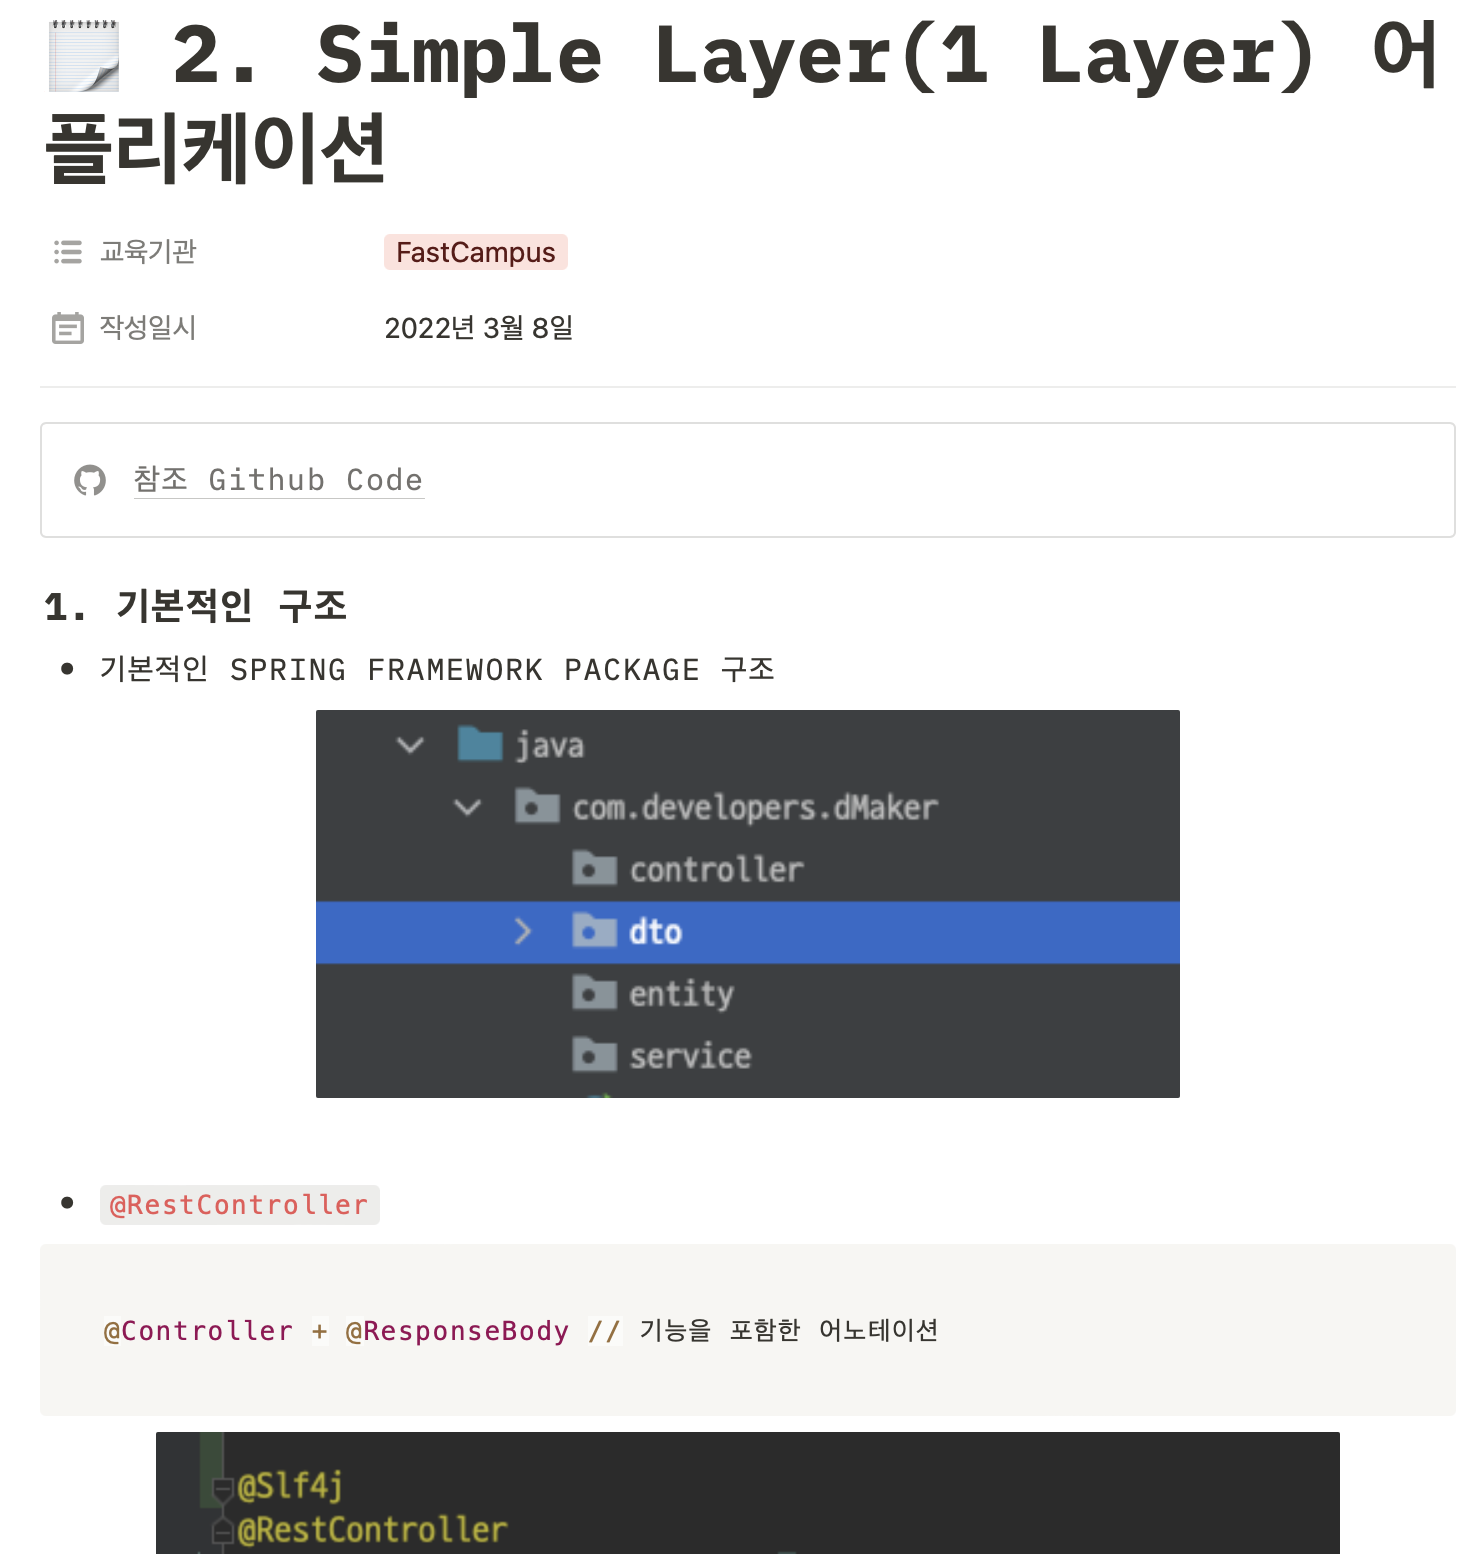 2. Simple Layer(1 Layer) 어
플리케이션
교육기관 FastCampus
작성일시 2022년 3월 8일
참조 Github Code
1. 기본적인 구조
• 기본적인 SPRING FRAMEWORK PACKAGE 구조
java
com.developers.dMaker
controller
dto
entity
service
• @RestController
@Controller + @ResponseBody // 기능을 포함한 어노테이션
@Slf4j
@RestController